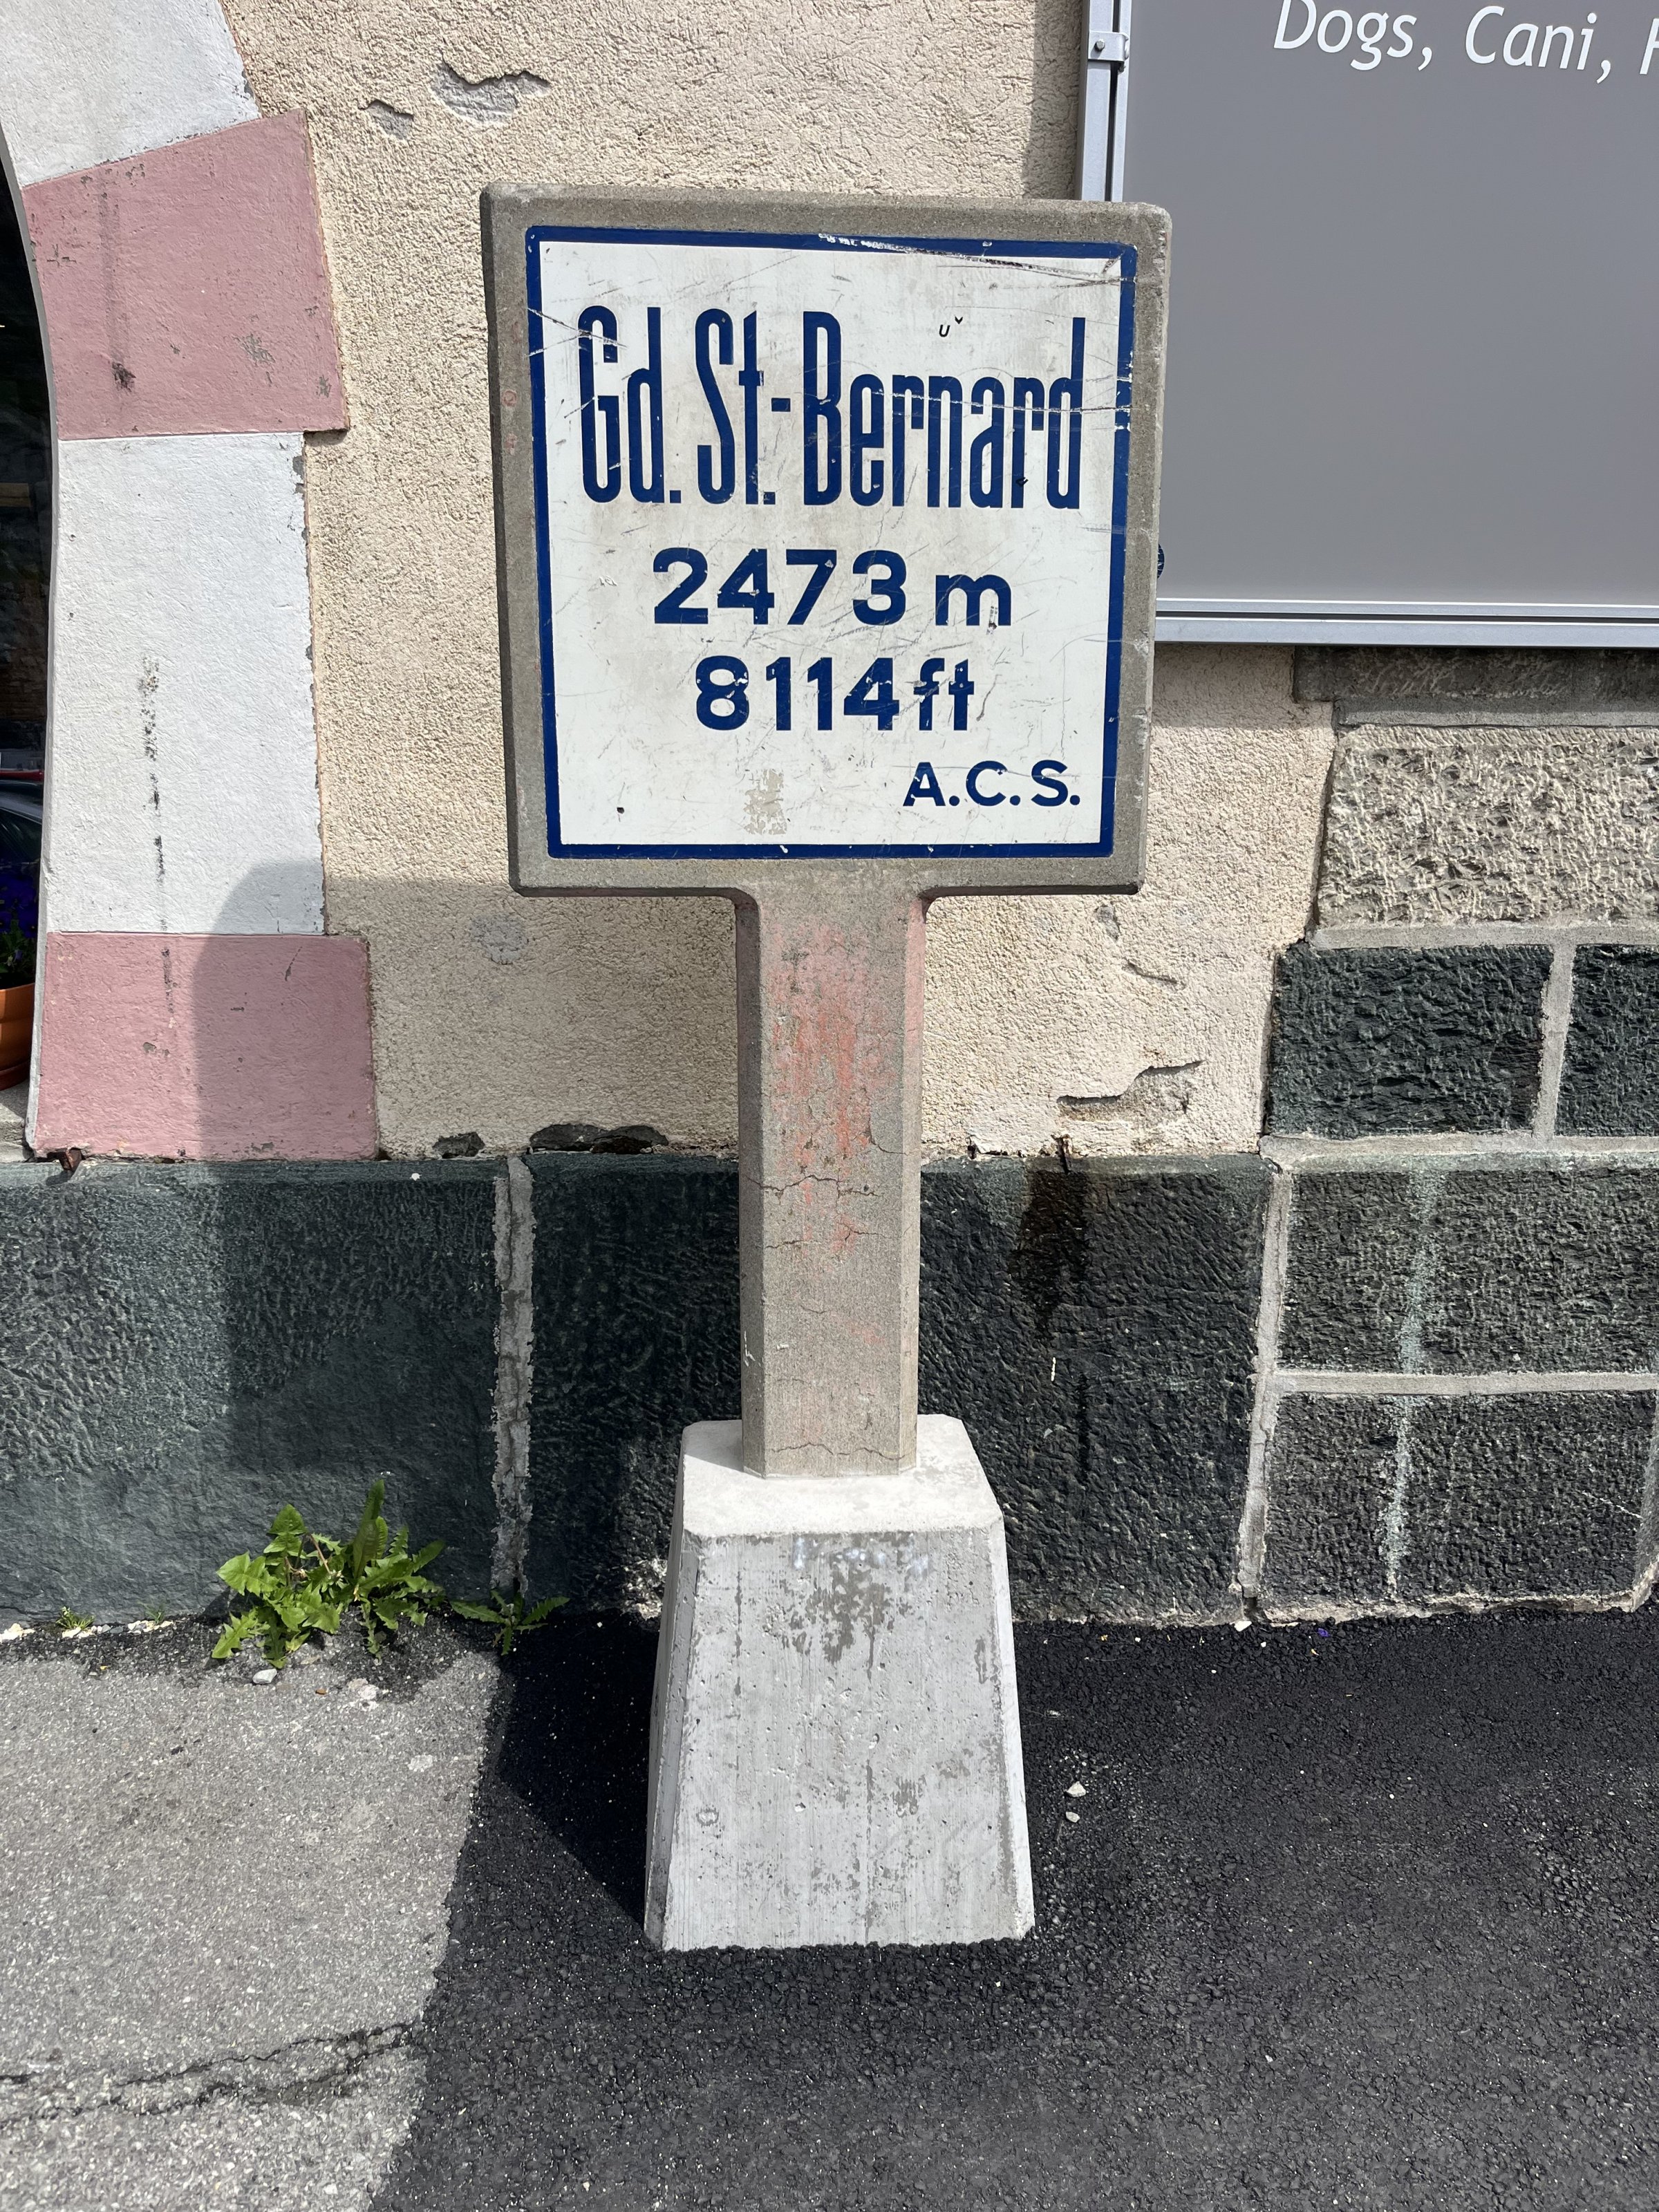 Dogs, Cani,
Gd. St.-Bernard
2473 m
8114 ft
A.C.S.